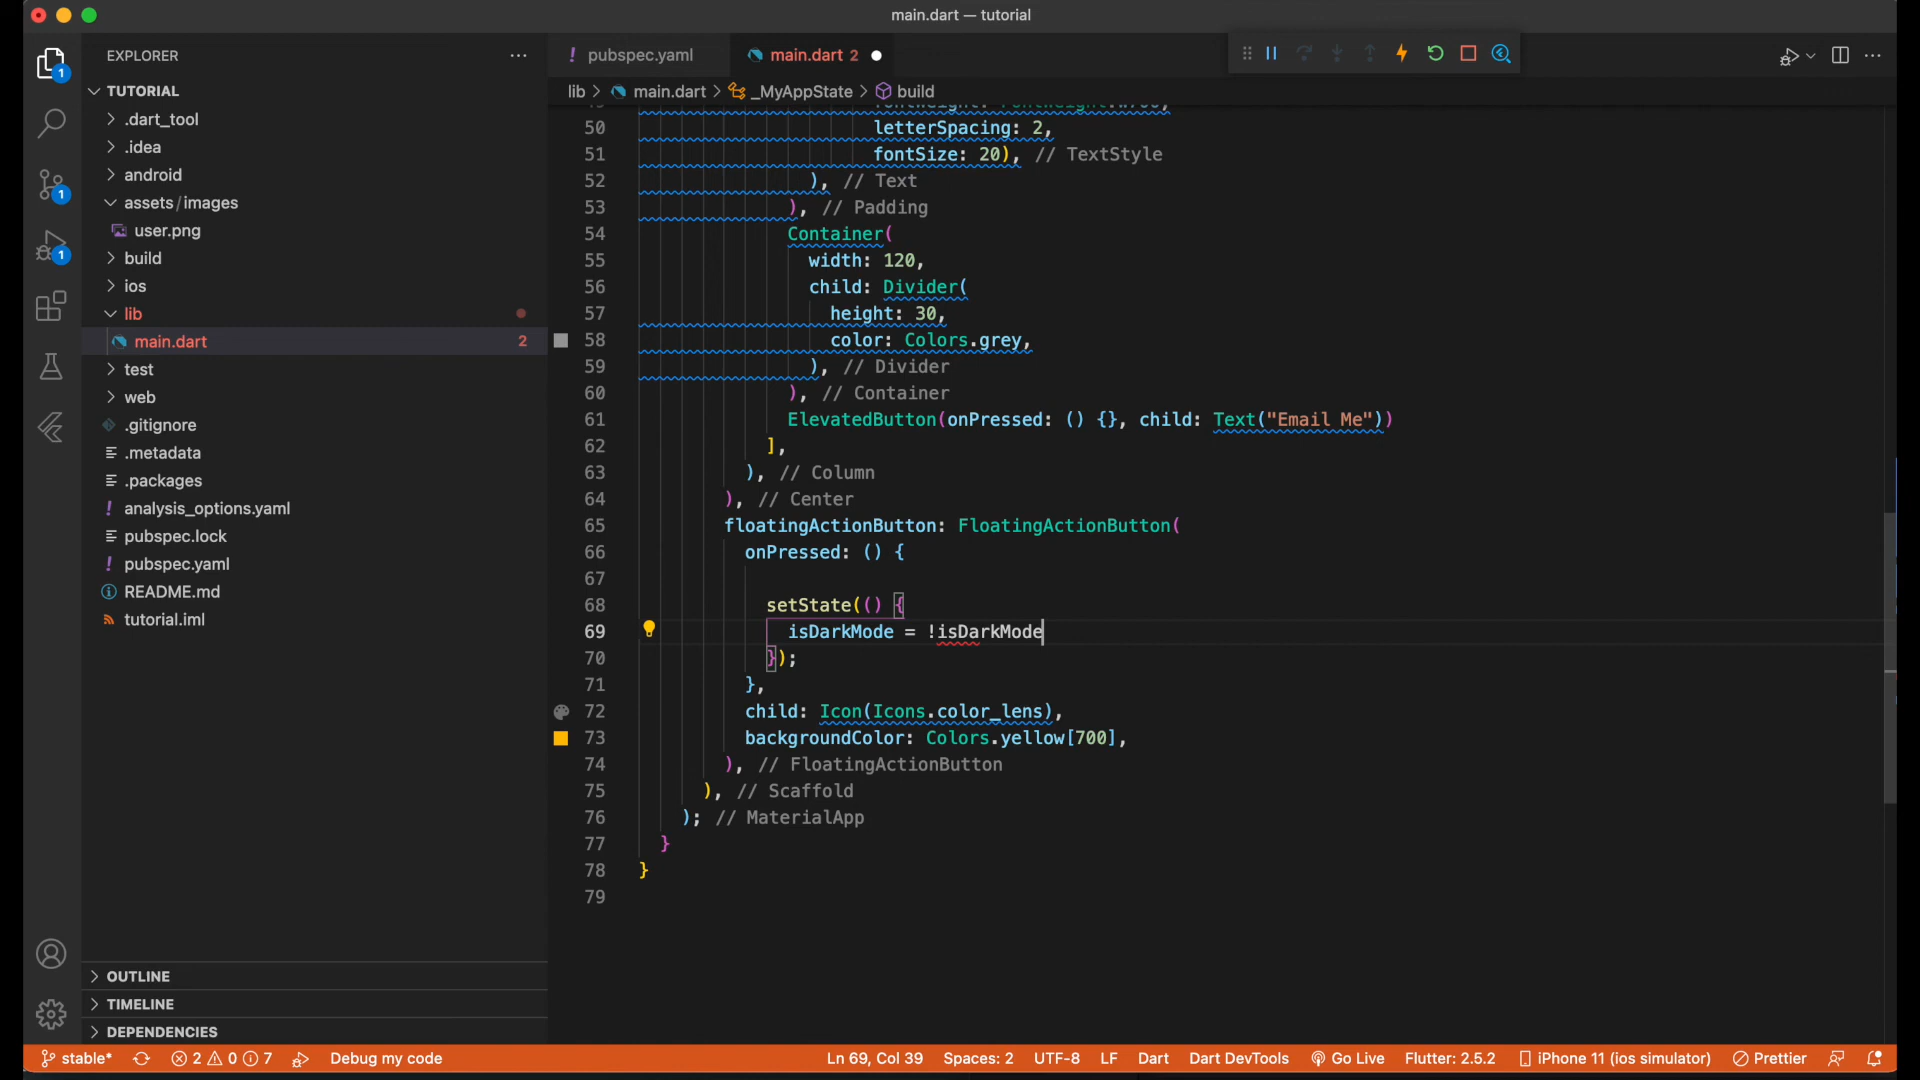 main.dart — tutorial
EXPLORER
TUTORIAL
.dart_tool
.idea
android
assets/images
user.png
build
ios
lib
main.dart 2
test
web
.gitignore
.metadata
.packages
analysis_options.yaml
pubspec.lock
pubspec.yaml
README.md
tutorial.iml
OUTLINE
TIMELINE
DEPENDENCIES
1
1
1
pubspec.yaml
main.dart 2
lib > main.dart > _MyAppState > build
50 letterSpacing: 2,
51 fontSize: 20), // TextStyle
52 ), // Text
53 ), // Padding
54 Container(
55 width: 120,
56 child: Divider(
57 height: 30,
58 color: Colors.grey,
59 ), // Divider
60 ), // Container
61 ElevatedButton(onPressed: () {}, child: Text("Email Me"))
62 ],
63 ), // Column
64 ), // Center
65 floatingActionButton: FloatingActionButton(
66 onPressed: () {
67
68 setState(() {
69 isDarkMode = !isDarkMode
70 });
71 },
72 child: Icon(Icons.color_lens),
73 backgroundColor: Colors.yellow[700],
74 ), // FloatingActionButton
75 ), // Scaffold
76 ); // MaterialApp
77 }
78 }
79
stable* 2 0 7 Debug my code Ln 69, Col 39 Spaces: 2 UTF-8 LF Dart Dart DevTools Go Live Flutter: 2.5.2 iPhone 11 (ios simulator) Prettier